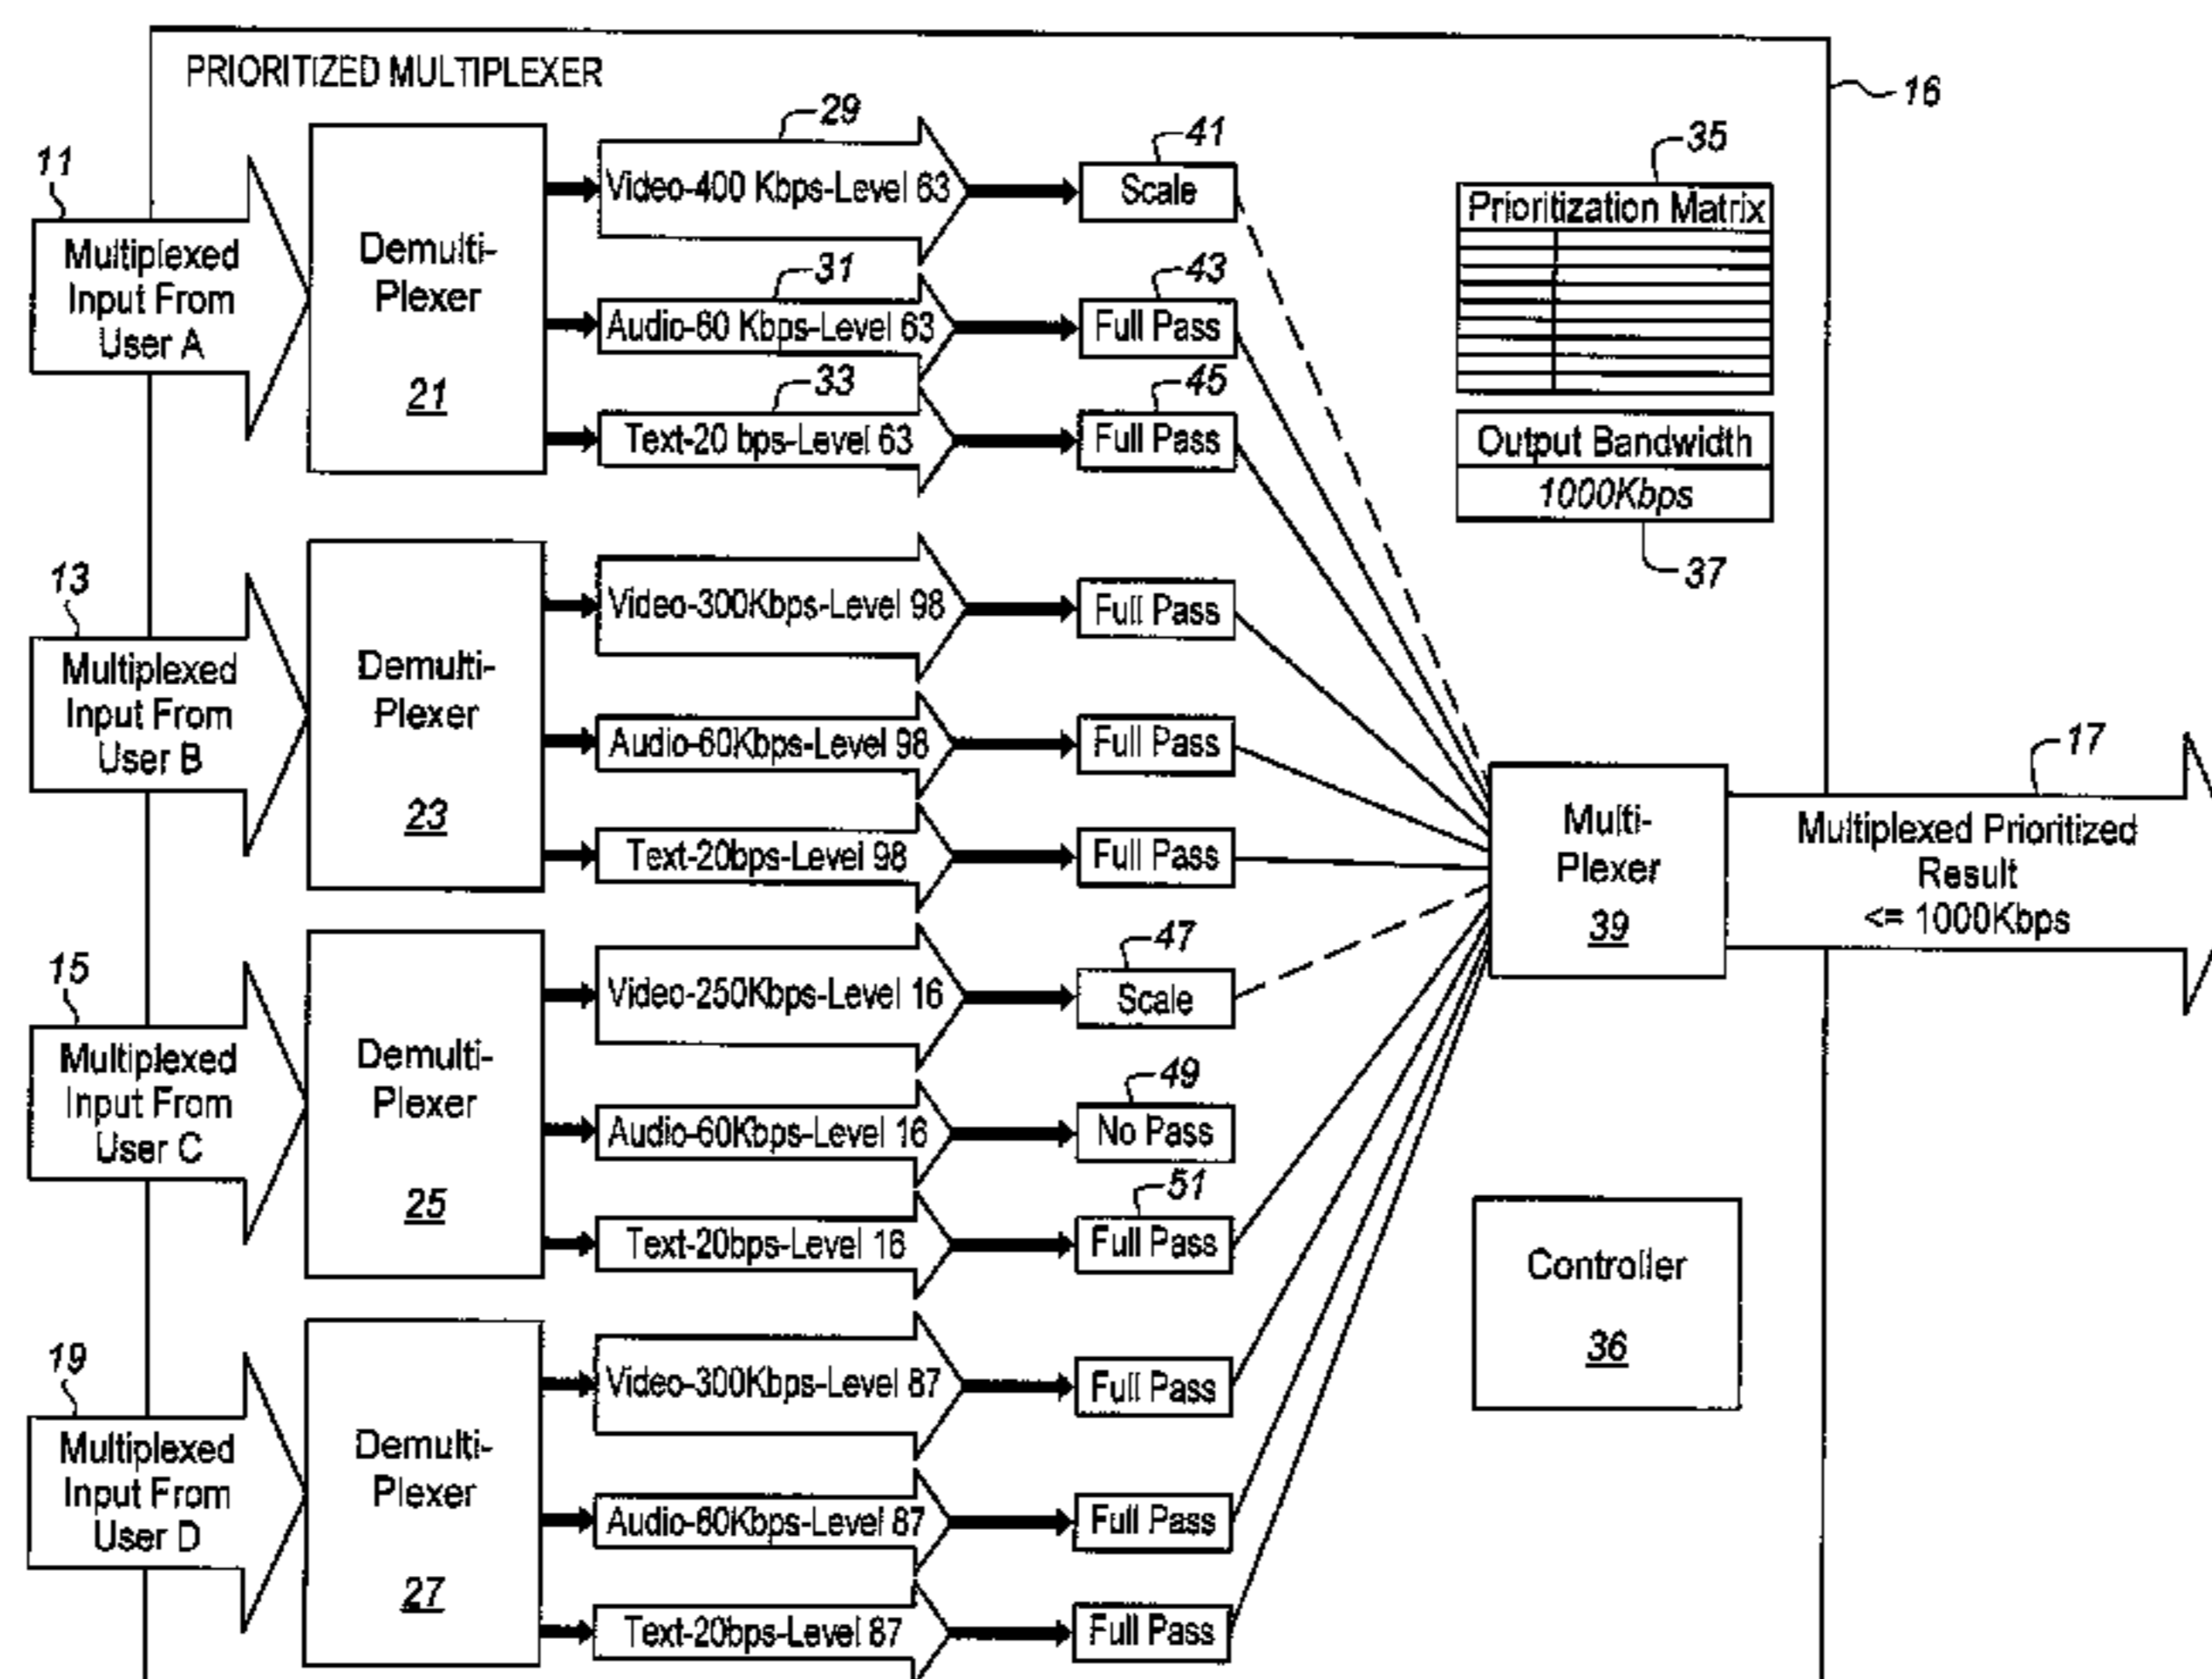 PRIORITIZED MULTIPLEXER
16
11
Multiplexed
Input From
User A
Demulti-
Plexer
21
29
Video-400 Kbps-Level 63
31
Audio-60 Kbps-Level 63
33
Text-20 bps-Level 63
41
Scale
43
Full Pass
45
Full Pass
35
Prioritization Matrix
Output Bandwidth
1000Kbps
37
13
Multiplexed
Input From
User B
Demulti-
Plexer
23
Video-300Kbps-Level 98
Audio-60Kbps-Level 98
Text-20bps-Level 98
Full Pass
Full Pass
Full Pass
Multi-
Plexer
39
17
Multiplexed Prioritized
Result
<= 1000Kbps
15
Multiplexed
Input From
User C
Demulti-
Plexer
25
Video-250Kbps-Level 16
Audio-60Kbps-Level 16
Text-20bps-Level 16
47
Scale
49
No Pass
51
Full Pass
Controller
36
19
Multiplexed
Input From
User D
Demulti-
Plexer
27
Video-300Kbps-Level 87
Audio-60Kbps-Level 87
Text-20bps-Level 87
Full Pass
Full Pass
Full Pass